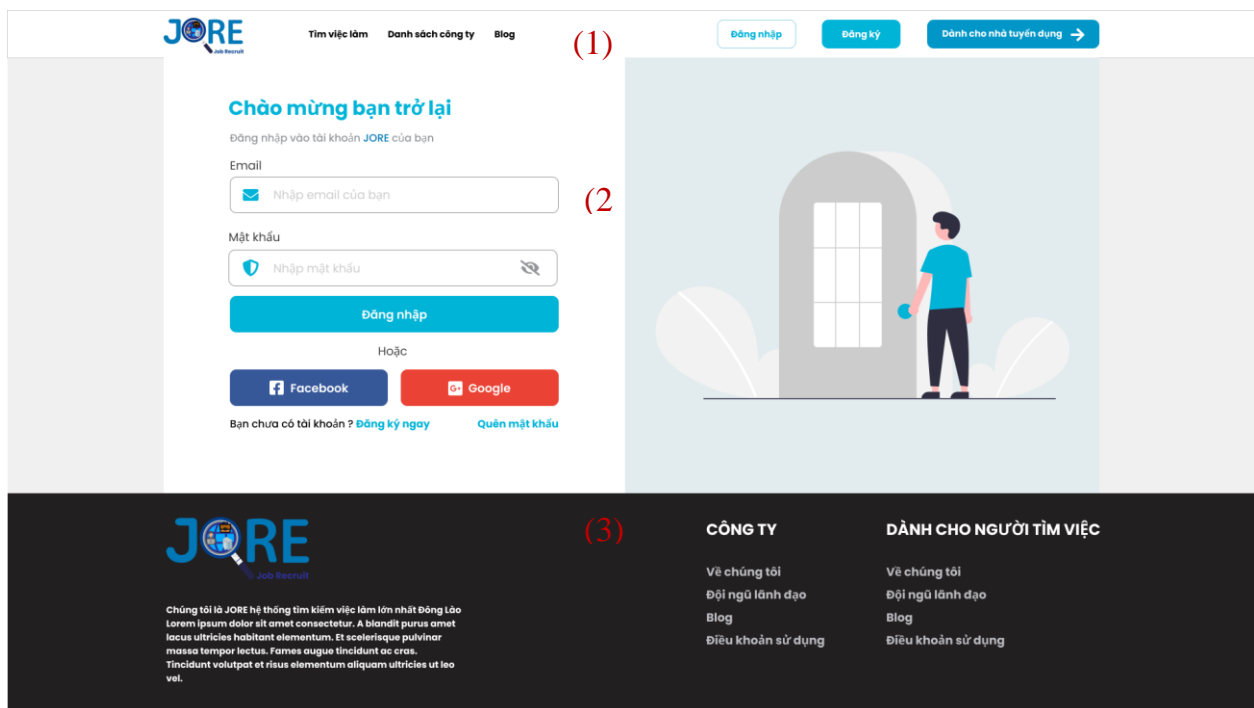 JORE
Job Recruit
Tìm việc làm Danh sách công ty Blog
(1)
Đăng nhập Đăng ký Dành cho nhà tuyển dụng
Chào mừng bạn trở lại
Đăng nhập vào tài khoản JORE của bạn
Email
Nhập email của bạn
(2
Mật khẩu
Nhập mật khẩu
Đăng nhập
Hoặc
Facebook Google
Bạn chưa có tài khoản ? Đăng ký ngay Quên mật khẩu
JORE
Job Recruit
Chúng tôi là JORE hệ thống tìm kiếm việc làm lớn nhất Đông Lào
Lorem ipsum dolor sit amet consectetur. A blandit purus amet
lacus ultricies habitant elementum. Et scelerisque pulvinar
massa tempor lectus. Fames augue tincidunt ac cras.
Tincidunt volutpat et risus elementum aliquam ultricies ut leo
vel.
(3)
CÔNG TY
Về chúng tôi
Đội ngũ lãnh đạo
Blog
Điều khoản sử dụng
DÀNH CHO NGƯỜI TÌM VIỆC
Về chúng tôi
Đội ngũ lãnh đạo
Blog
Điều khoản sử dụng